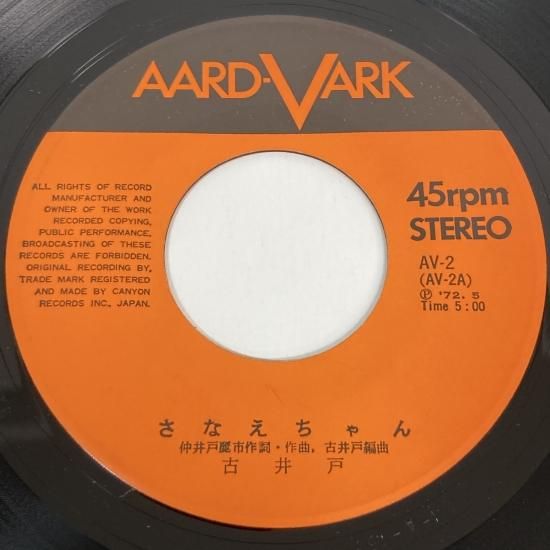 AARD-VARK
ALL RIGHTS OF RECORD
MANUFACTURER AND
OWNER OF THE WORK
RECORDED COPYING,
PUBLIC PERFORMANCE,
BROADCASTING OF THESE
RECORDS ARE FORBIDDEN.
ORIGINAL RECORDING BY,
TRADE MARK REGISTERED
AND MADE BY CANYON
RECORDS INC., JAPAN.
45rpm
STEREO
AV-2
(AV-2A)
Ⓟ '72. 5
Time 5:00
さなえちゃん
仲井戸麗市作詞・作曲, 古井戸編曲
古井戸